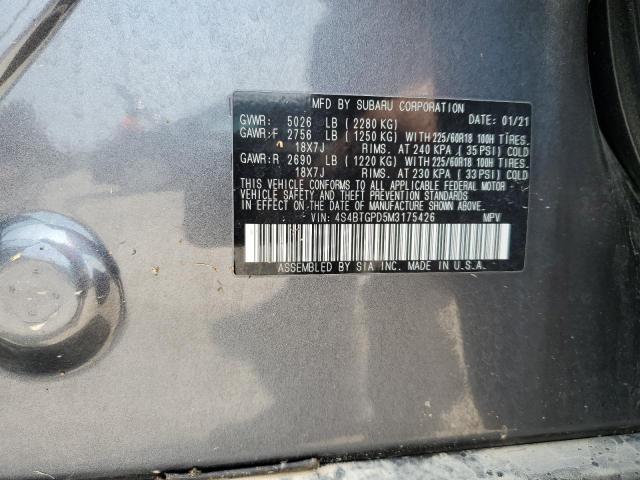 MFD BY SUBARU CORPORATION DATE: 01/21
GVWR: 5026 LB (2280 KG)
GAWR:F 2756 LB (1250 KG) WITH 225/60R18 100H TIRES.
18X7J RIMS. AT 240 KPA (35 PSI) COLD
GAWR:R 2690 LB (1220 KG) WITH 225/60R18 100H TIRES.
18X7J RIMS. AT 230 KPA (33 PSI) COLD
THIS VEHICLE CONFORMS TO ALL APPLICABLE FEDERAL MOTOR
VEHICLE SAFETY AND THEFT PREVENTION STANDARDS
IN EFFECT ON THE DATE OF MANUFACTURE SHOWN ABOVE.
VIN: 4S4BTGPD5M3175426 MPV
ASSEMBLED BY SIA INC. MADE IN U.S.A.